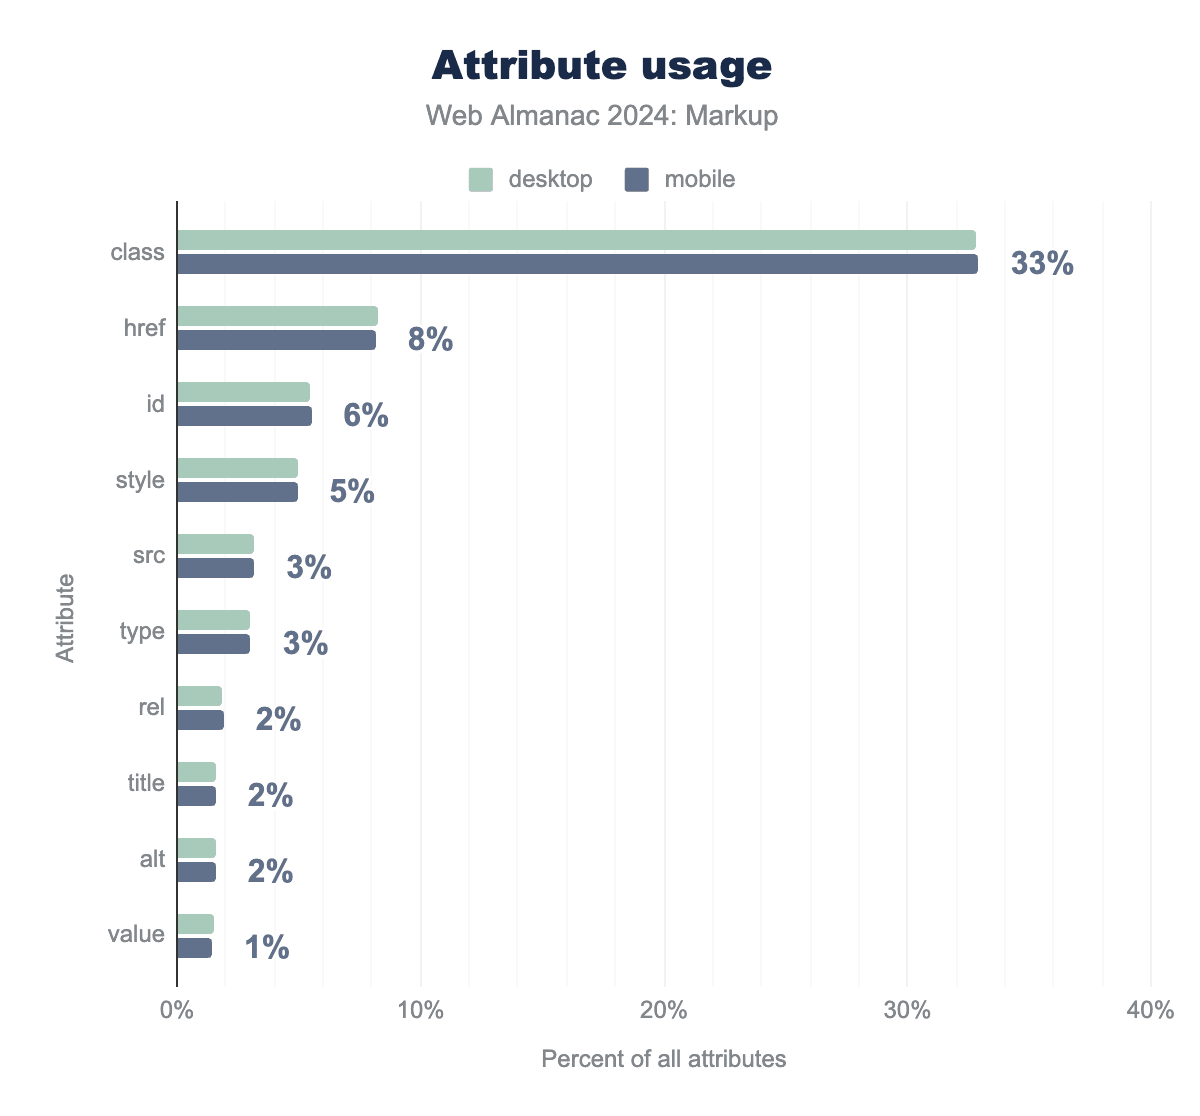 Attribute usage
Web Almanac 2024: Markup
desktop mobile
class 33%
href 8%
id 6%
style 5%
src 3%
type 3%
rel 2%
title 2%
alt 2%
value 1%
Attribute
0% 10% 20% 30% 40%
Percent of all attributes